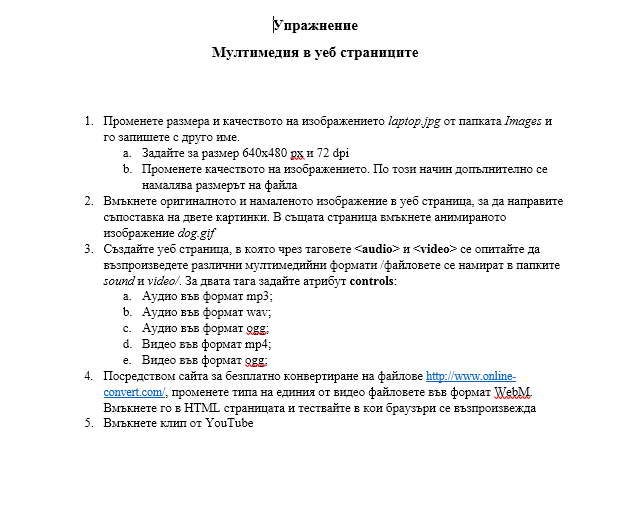 Упражнение
Мултимедия в уеб страниците
1. Променете размера и качеството на изображението laptop.jpg от папката Images и
го запишете с друго име.
a. Задайте за размер 640x480 px и 72 dpi
b. Променете качеството на изображението. По този начин допълнително се
намалява размерът на файла
2. Вмъкнете оригиналното и намаленото изображение в уеб страница, за да направите
съпоставка на двете картинки. В същата страница вмъкнете анимираното
изображение dog.gif
3. Създайте уеб страница, в която чрез таговете <audio> и <video> се опитайте да
възпроизведете различни мултимедийни формати /файловете се намират в папките
sound и video/. За двата тага задайте атрибут controls:
a. Аудио във формат mp3;
b. Аудио във формат wav;
c. Аудио във формат ogg;
d. Видео във формат mp4;
e. Видео във формат ogg;
4. Посредством сайта за безплатно конвертиране на файлове http://www.online-
convert.com/, променете типа на единия от видео файловете във формат WebM.
Вмъкнете го в HTML страницата и тествайте в кои браузъри се възпроизвежда
5. Вмъкнете клип от YouTube